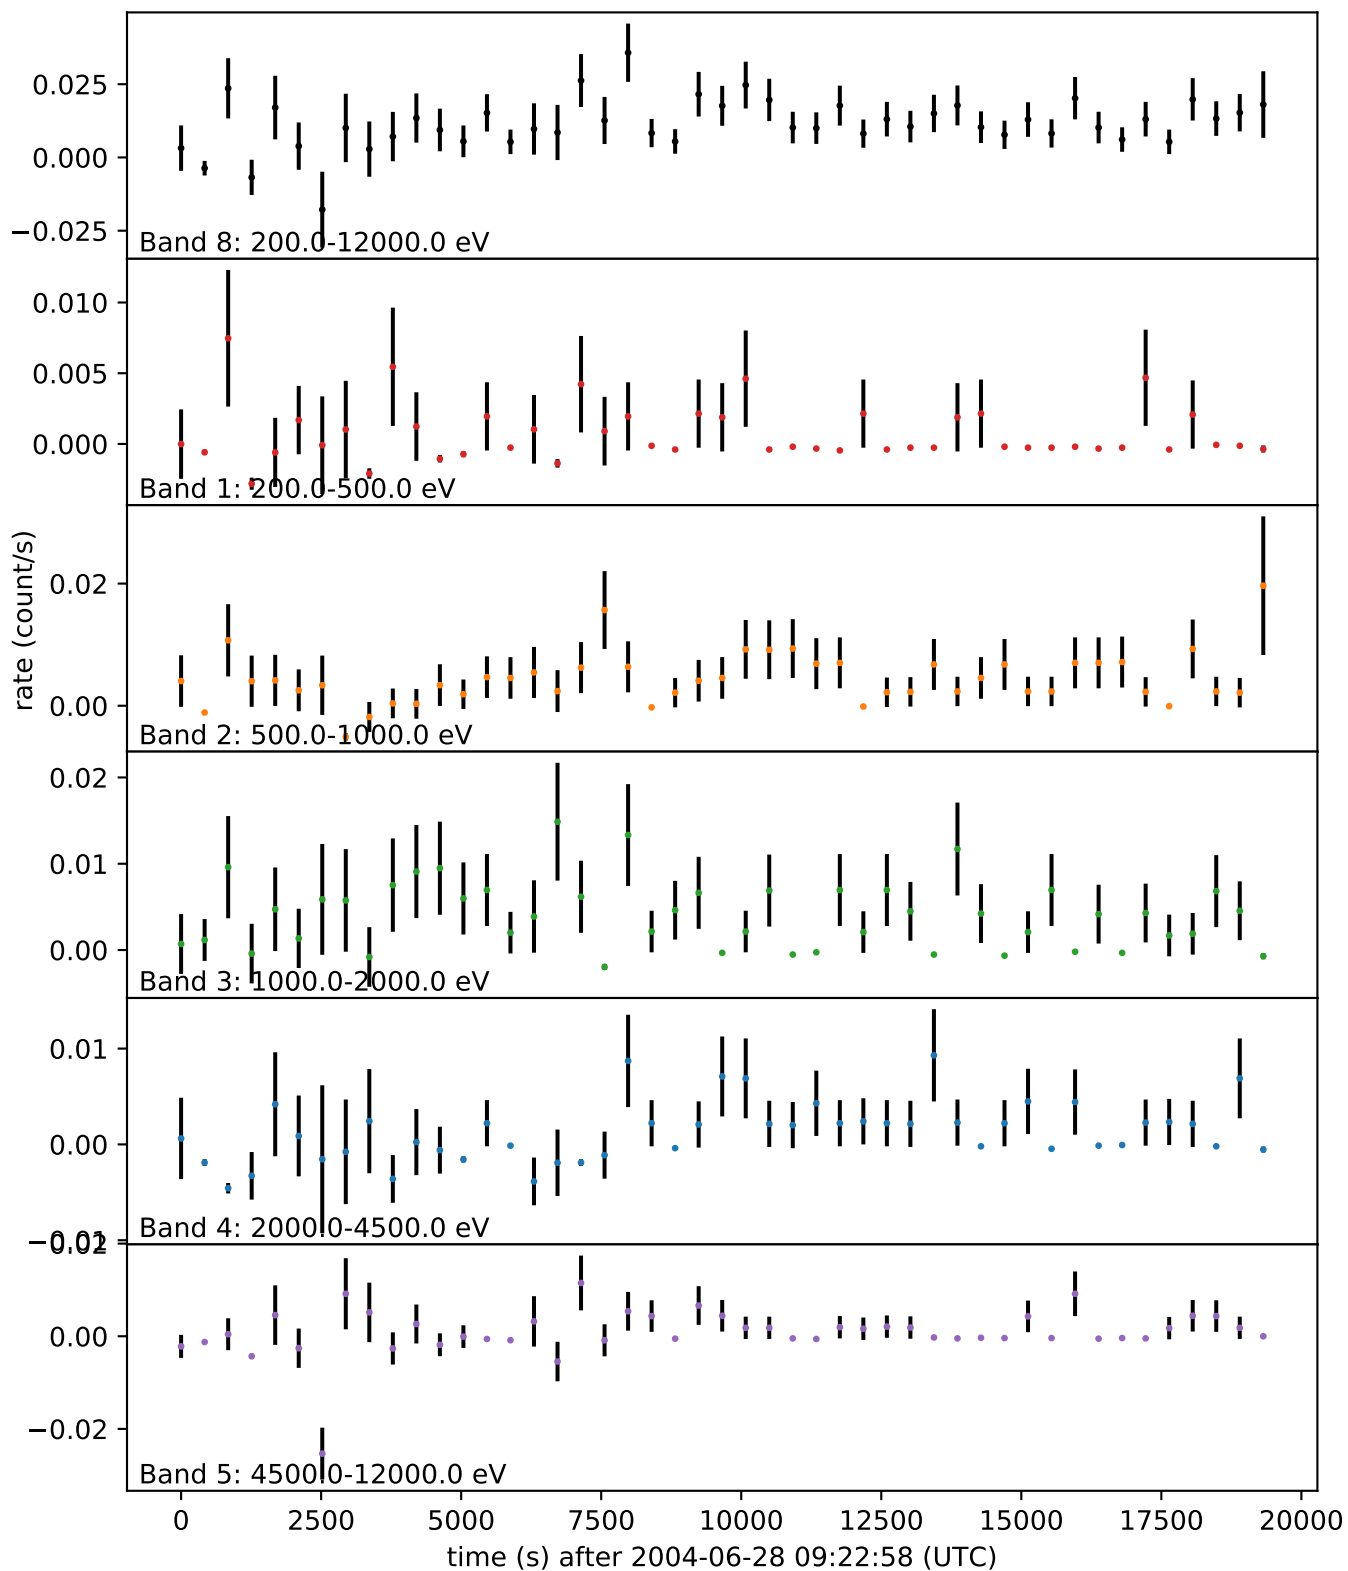 0.025
0.000
−0.025
Band 8: 200.0-12000.0 eV
0.010
0.005
0.000
Band 1: 200.0-500.0 eV
rate (count/s)
0.02
0.00
Band 2: 500.0-1000.0 eV
0.02
0.01
0.00
Band 3: 1000.0-2000.0 eV
0.01
0.00
−0.01
Band 4: 2000.0-4500.0 eV
0.02
0.00
−0.02
Band 5: 4500.0-12000.0 eV
0 2500 5000 7500 10000 12500 15000 17500 20000
time (s) after 2004-06-28 09:22:58 (UTC)